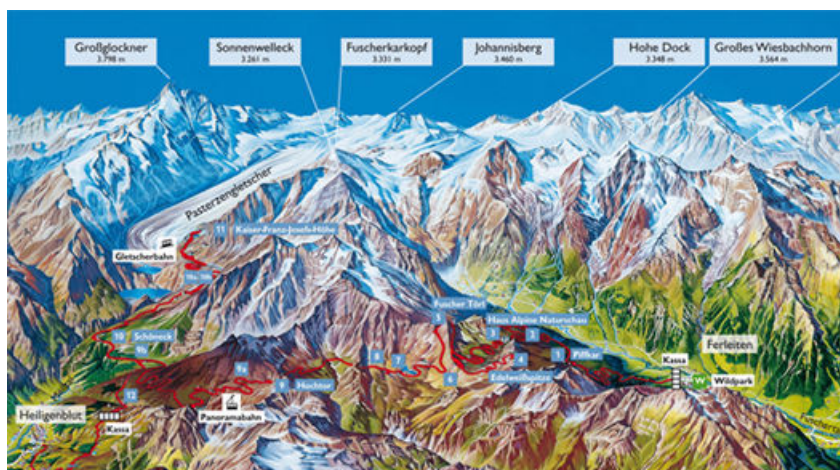 Großglockner
3.798 m
Sonnenwelleck
3.261 m
Fuscherkarkopf
3.331 m
Johannisberg
3.460 m
Hohe Dock
3.348 m
Großes Wiesbachhorn
3.564 m
Pasterzengletscher
11 Kaiser-Franz-Josefs-Höhe
Gletscherbahn
Fuscher Törl
5
Haus Alpine Naturschau
3
2
10 Schöneck
9b
8
7
4
1 Piffkar
Kassa
Ferleiten
W Wildpark
9a
6
Edelweißspitze
9 Hochtor
12
Panoramabahn
Heiligenblut
Kassa